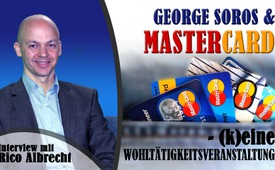 GEORGE SOROS &
MASTERCARD
- (k)eine
WOHLTÄTIGKEITSVERANSTALTUNG
Interview mit
Rico Albrecht